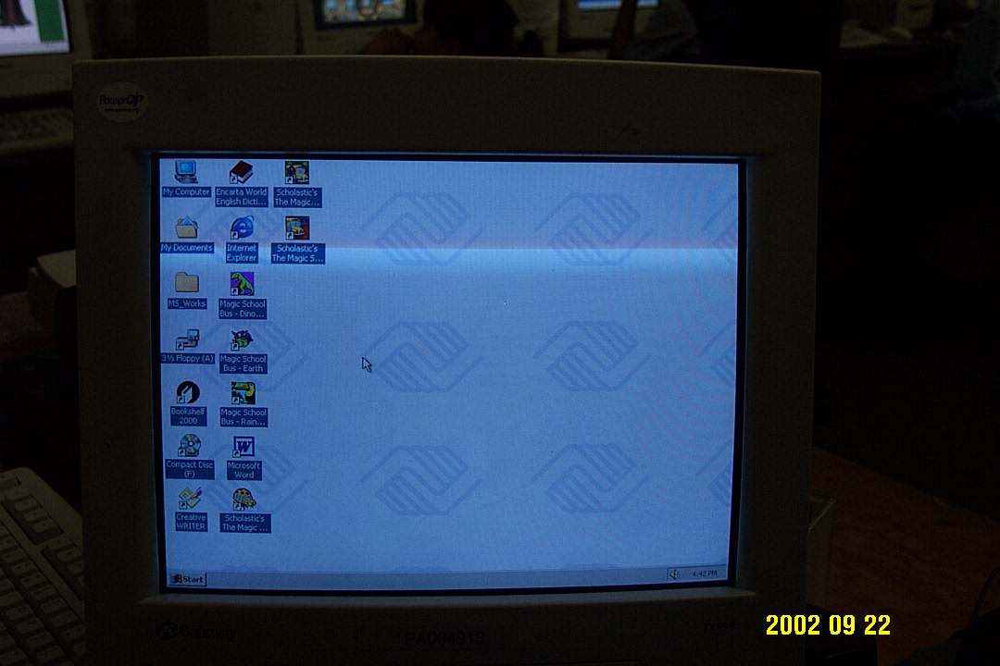 PowerUp
My Computer
Encarta World
English Dicti...
Scholastic's
The Magic...
My Documents
Internet
Explorer
Scholastic's
The Magic S...
MS_Works
Magic School
Bus - Dino...
3½ Floppy (A)
Magic School
Bus - Earth
Bookshelf
2000
Magic School
Bus - Rain...
Compact Disc
(F)
Microsoft
Word
Creative
WRITER
Scholastic's
The Magic ...
Start
4:42 PM
Gateway
PA004913
2002 09 22